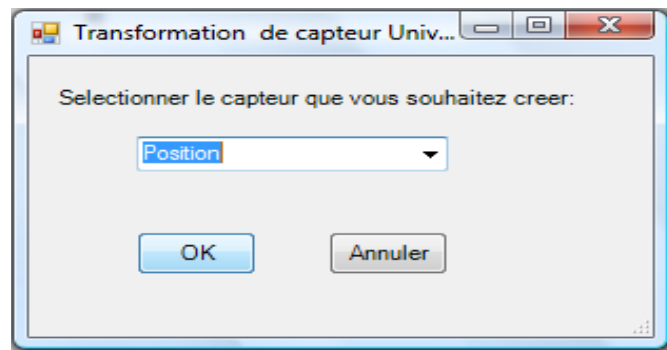 Transformation de capteur Univ...
Selectionner le capteur que vous souhaitez creer:
Position
OK
Annuler